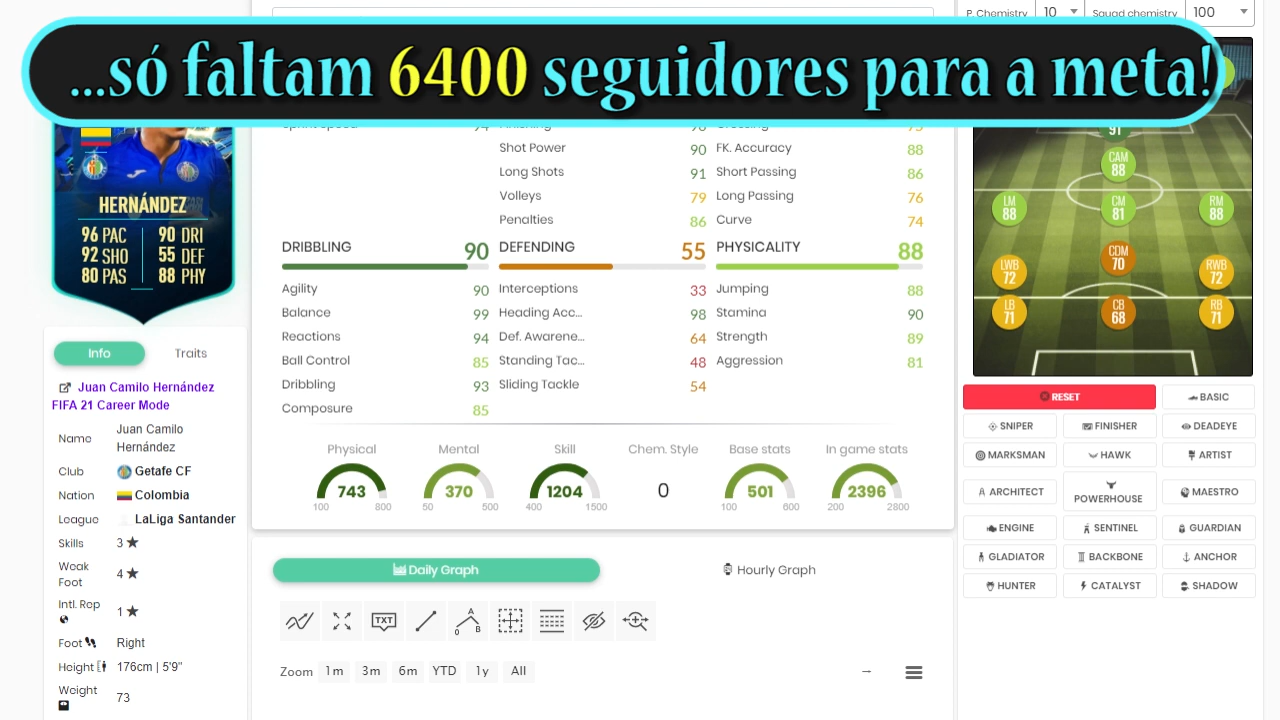 P. Chemistry 10 Squad chemistry 100
...só faltam 6400 seguidores para a meta!
91
HERNÁNDEZ
96 PAC 90 DRI
92 SHO 55 DEF
80 PAS 88 PHY
Info Traits
Juan Camilo Hernández
FIFA 21 Career Mode
Name Juan Camilo
Hernández
Club Getafe CF
Nation Colombia
League LaLiga Santander
Skills 3
Weak
Foot 4
Intl. Rep 1
Foot Right
Height 176cm | 5'9"
Weight 73
Shot Power 90
Long Shots 91
Volleys 79
Penalties 86
FK. Accuracy 88
Short Passing 86
Long Passing 76
Curve 74
DRIBBLING 90
Agility 90
Balance 99
Reactions 94
Ball Control 85
Dribbling 93
Composure 85
DEFENDING 55
Interceptions 33
Heading Acc... 98
Def. Awarene... 64
Standing Tac... 48
Sliding Tackle 54
PHYSICALITY 88
Jumping 88
Stamina 90
Strength 89
Aggression 81
Physical Mental Skill Chem. Style Base stats In game stats
743 370 1204 0 501 2396
100 800 50 500 400 1500 100 600 200 2800
Daily Graph Hourly Graph
TXT
A
0 B
Zoom 1m 3m 6m YTD 1y All
CAM
88
LM
88
CM
81
RM
88
LWB
72
CDM
70
RWB
72
LB
71
CB
68
RB
71
RESET BASIC
SNIPER FINISHER DEADEYE
MARKSMAN HAWK ARTIST
ARCHITECT POWERHOUSE MAESTRO
ENGINE SENTINEL GUARDIAN
GLADIATOR BACKBONE ANCHOR
HUNTER CATALYST SHADOW